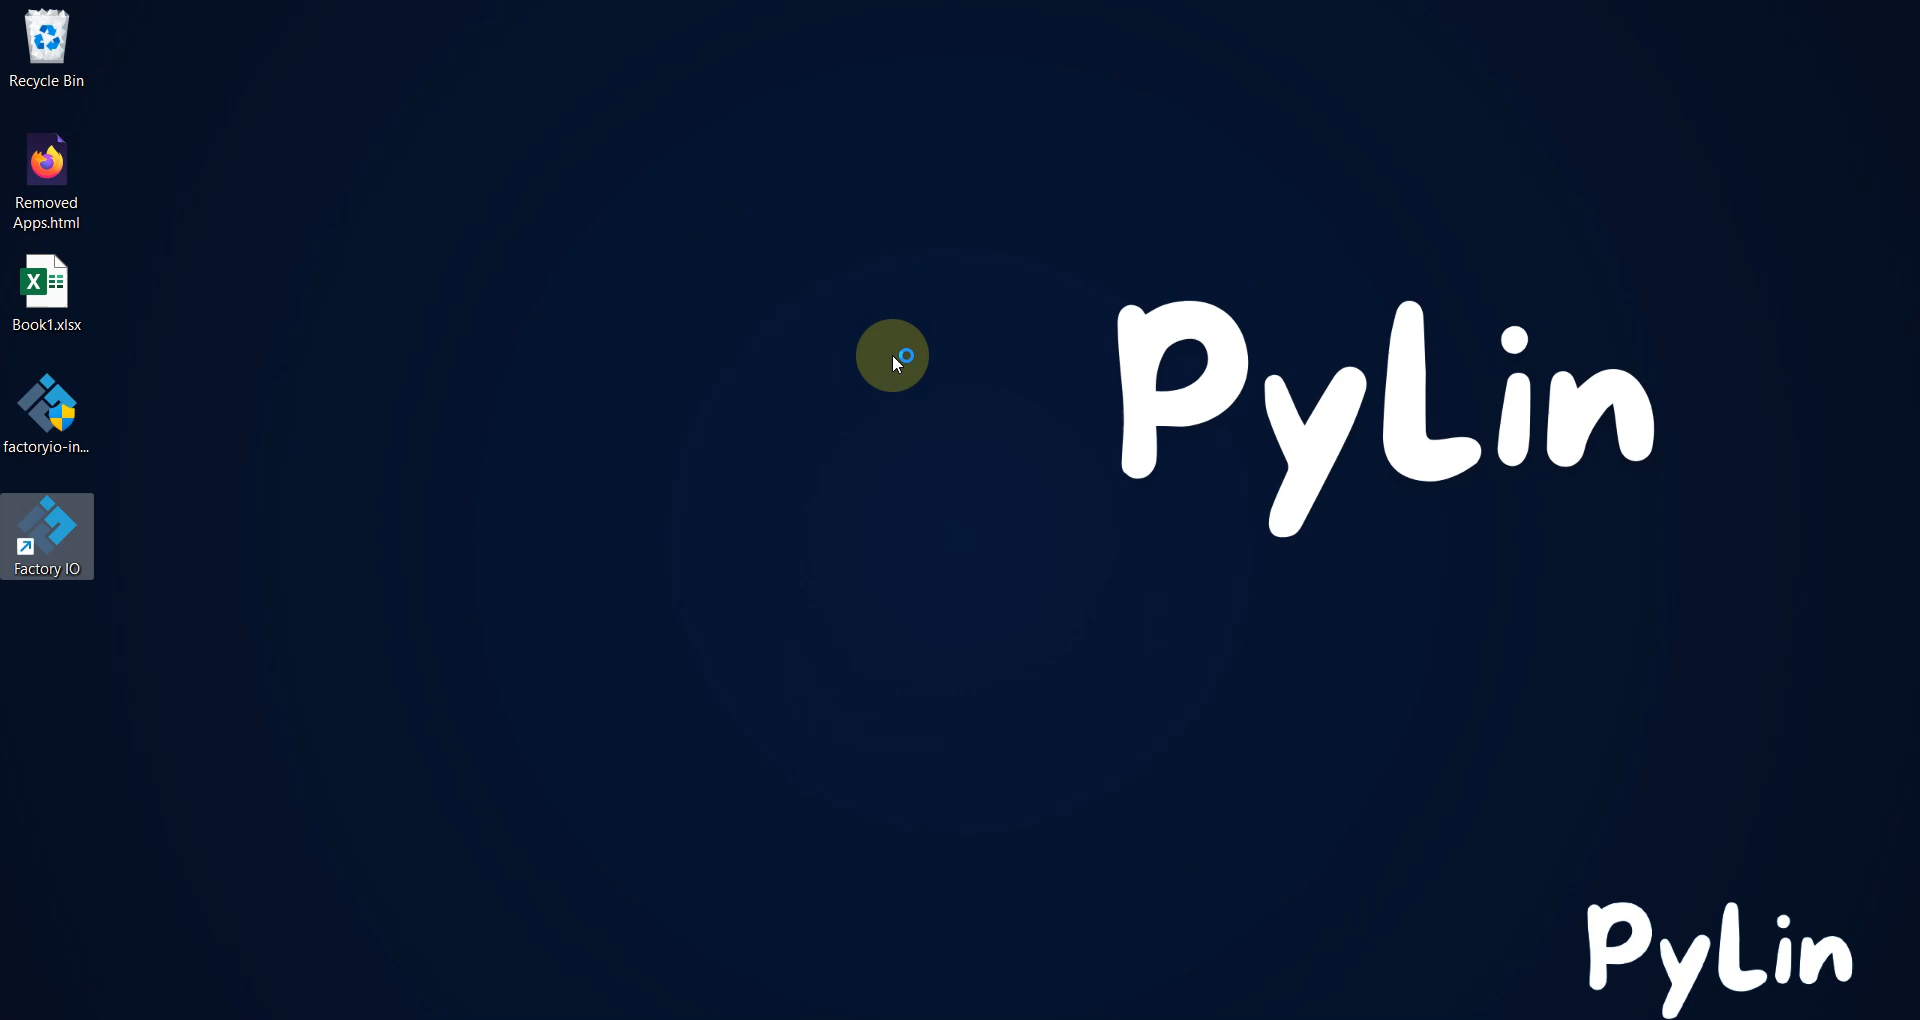 Recycle Bin
Removed
Apps.html
Book1.xlsx
factoryio-in...
Factory IO
PyLin
PyLin